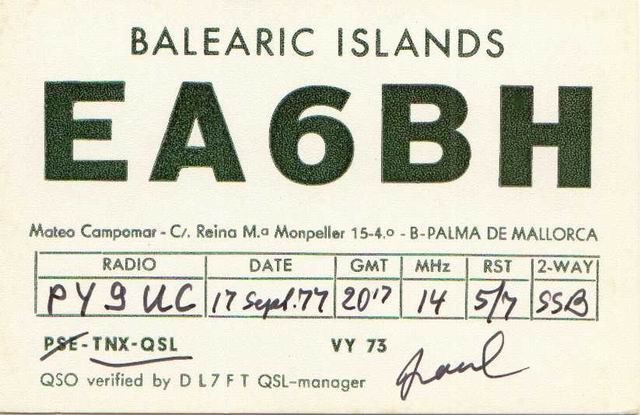 BALEARIC ISLANDS
EA6BH
Mateo Campomar - C/. Reina M.ª Monpeller 15-4.º - B-PALMA DE MALLORCA
RADIO DATE GMT MHz RST 2-WAY
PY9UC 17 Sept.77 2017 14 5/7 SSB
PSE-TNX-QSL VY 73
QSO verified by DL7FT QSL-manager